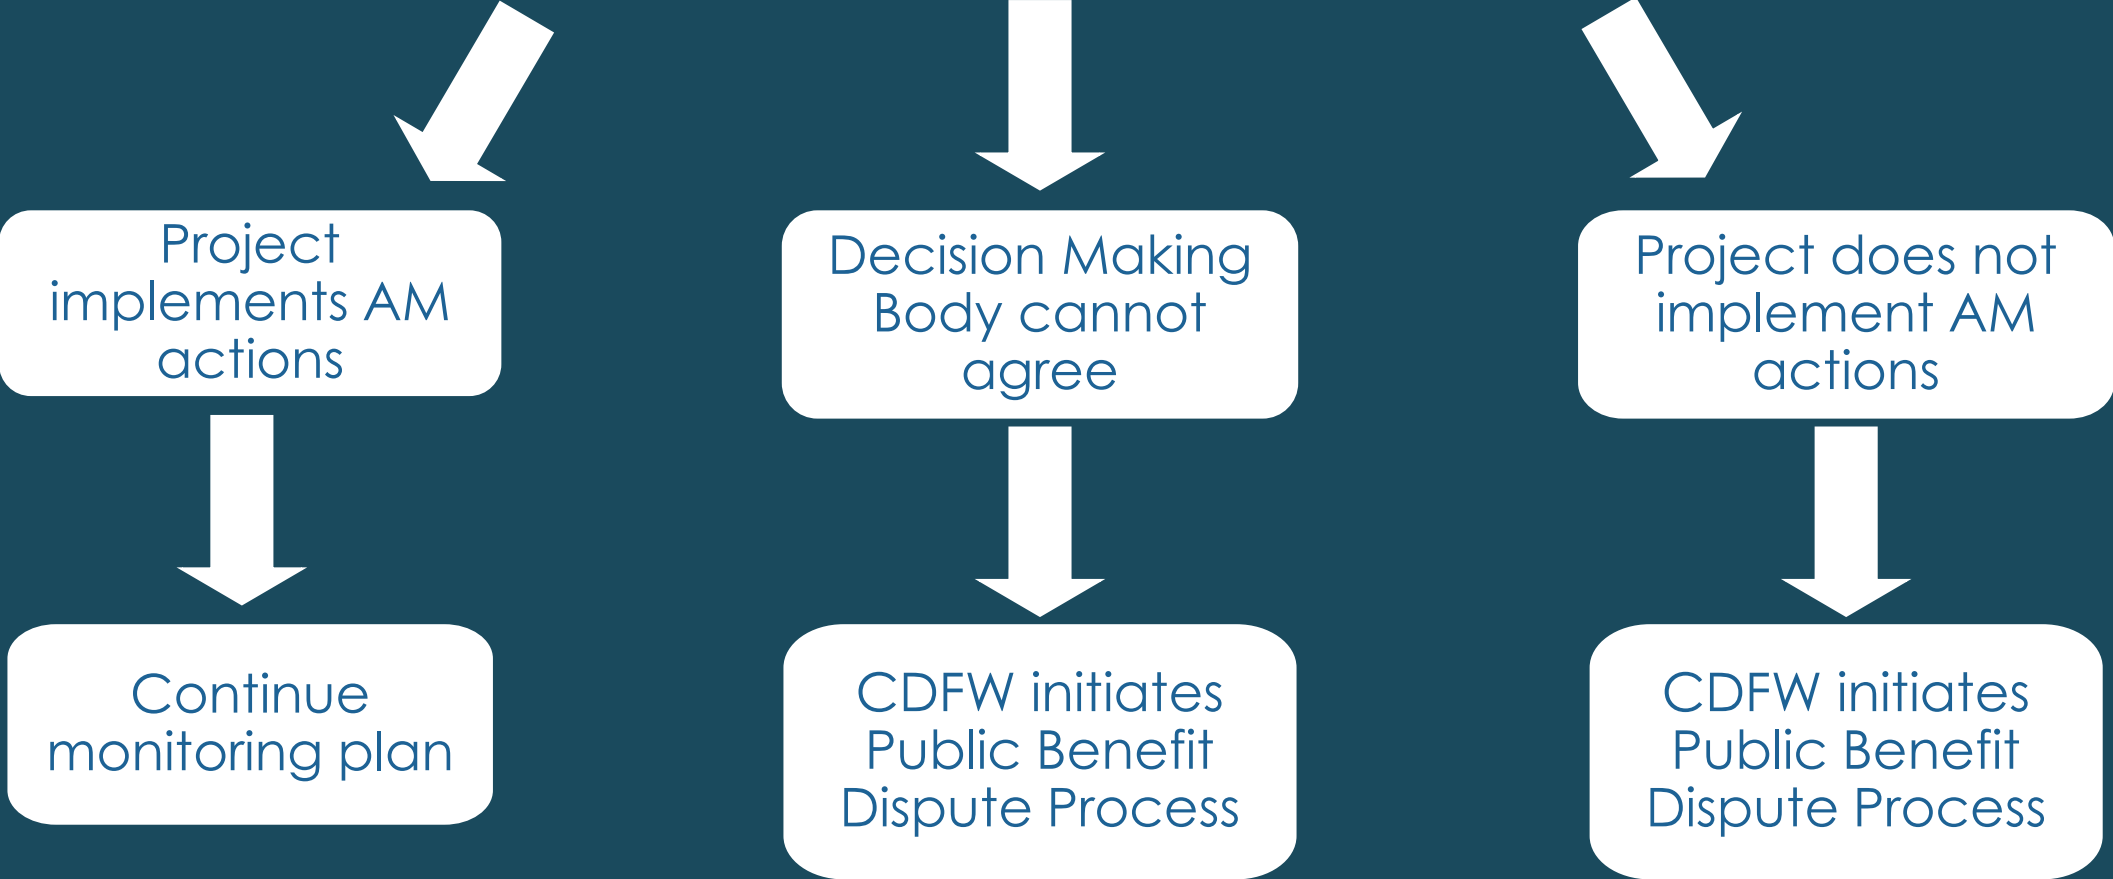 Project
implements AM
actions
Decision Making
Body cannot
agree
Project does not
implement AM
actions
Continue
monitoring plan
CDFW initiates
Public Benefit
Dispute Process
CDFW initiates
Public Benefit
Dispute Process